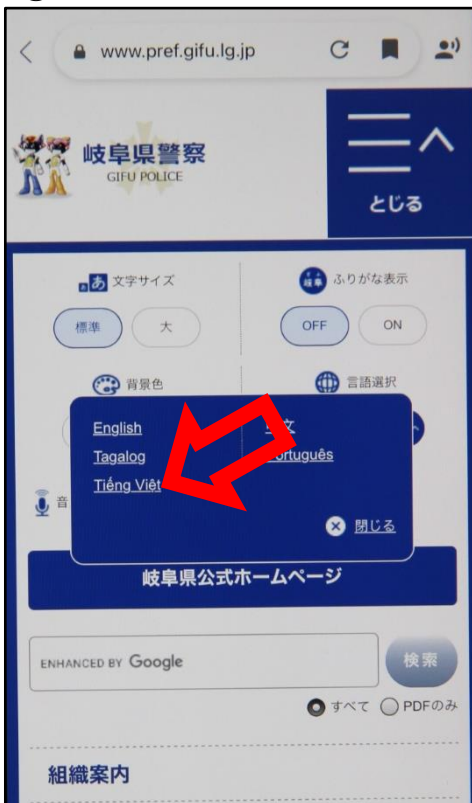 www.pref.gifu.lg.jp
岐阜県警察
GIFU POLICE
とじる
文字サイズ
ふりがな表示
標準
大
OFF
ON
背景色
言語選択
English
Tagalog
Português
Tiếng Việt
音
閉じる
岐阜県公式ホームページ
ENHANCED BY Google
検索
すべて
PDFのみ
組織案内